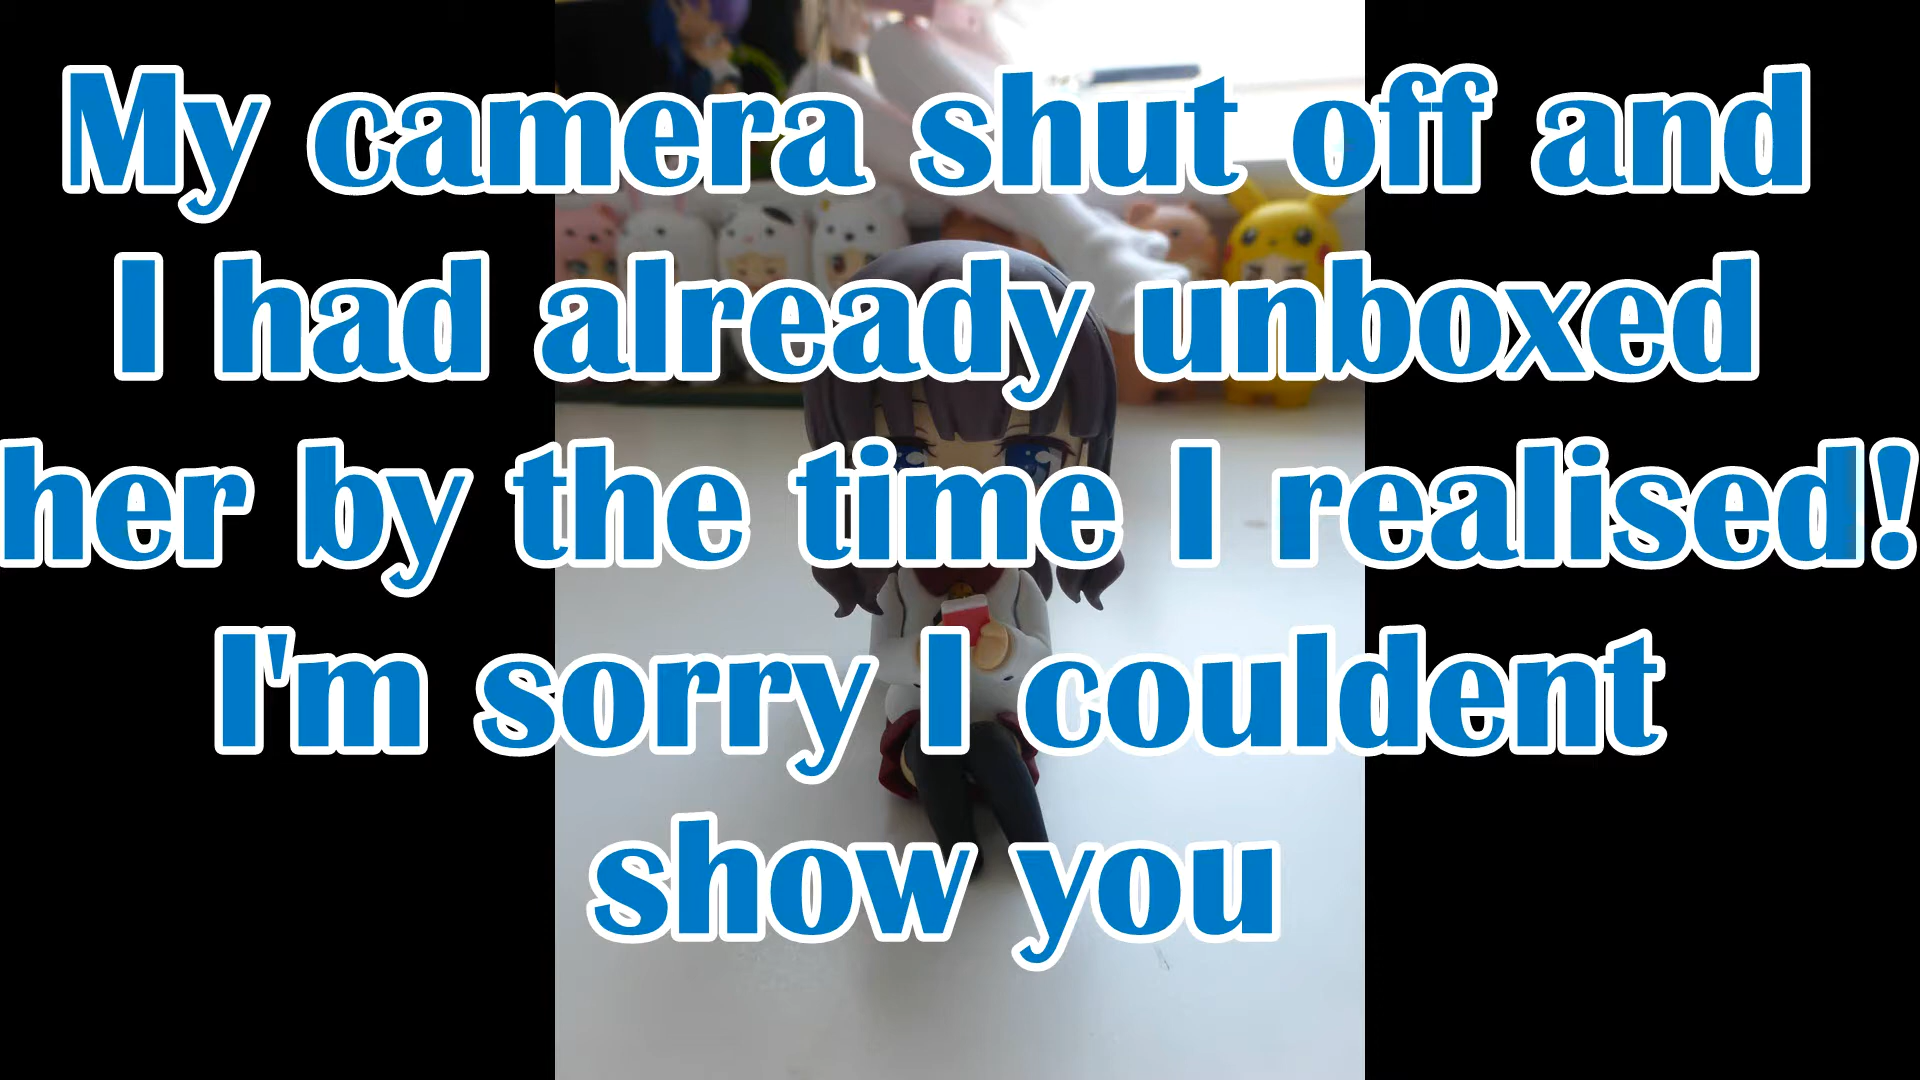 My camera shut off and
I had already unboxed
her by the time I realised!
I'm sorry I couldent
show you